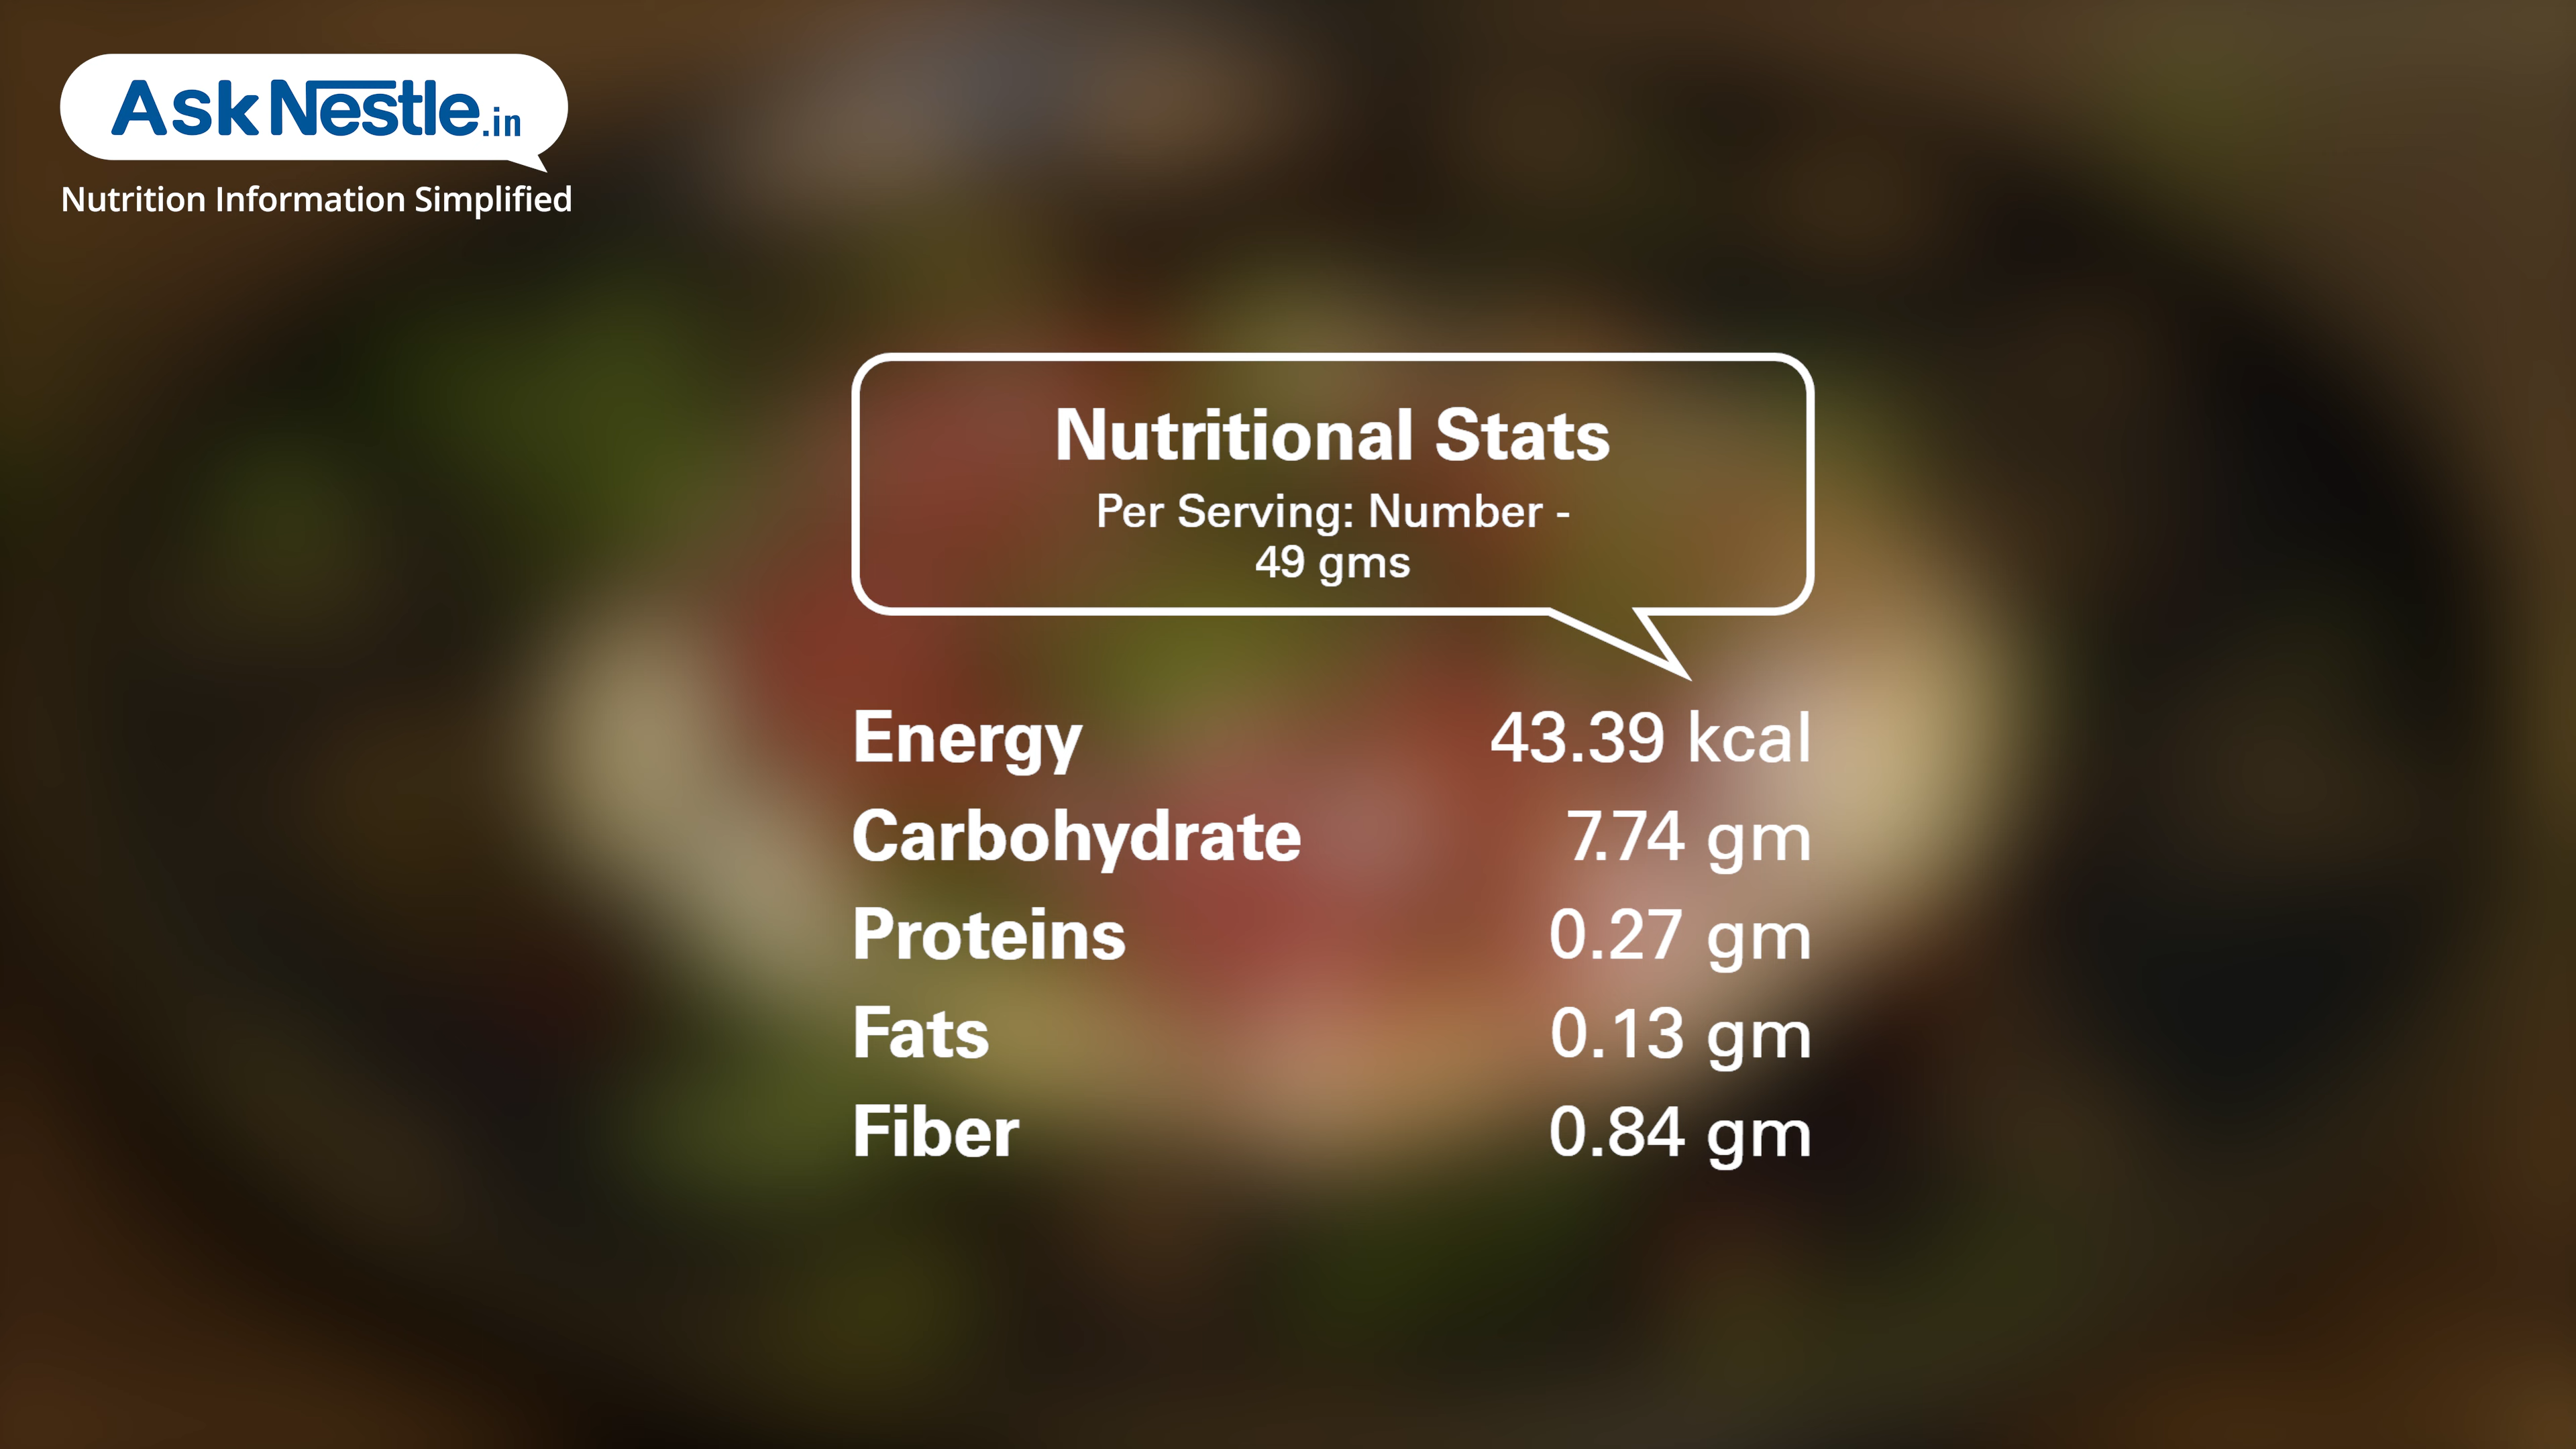 AskNestle.in
Nutrition Information Simplified
Nutritional Stats
Per Serving: Number -
49 gms
Energy 43.39 kcal
Carbohydrate 7.74 gm
Proteins 0.27 gm
Fats 0.13 gm
Fiber 0.84 gm